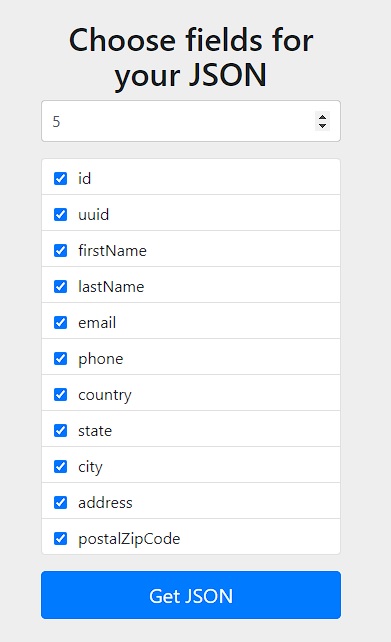 Choose fields for
your JSON
5
id
uuid
firstName
lastName
email
phone
country
state
city
address
postalZipCode
Get JSON